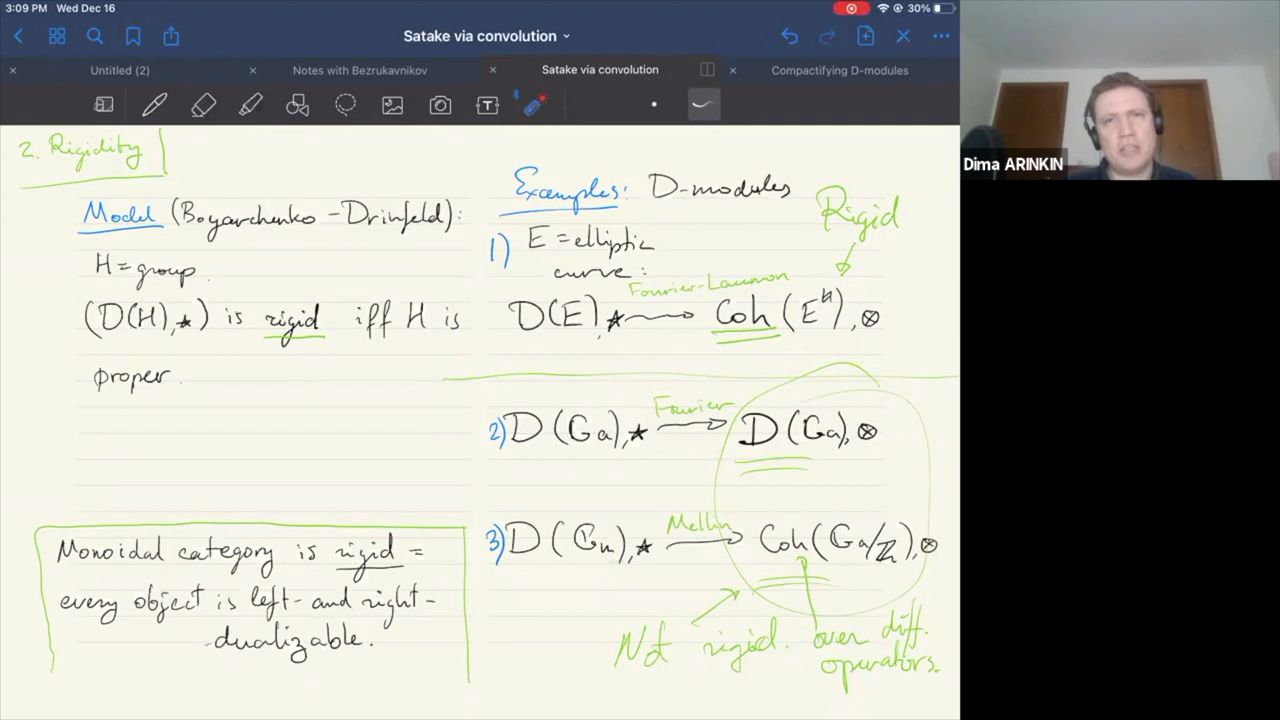 3:09 PM Wed Dec 16
30%
Satake via convolution
Untitled (2)
Notes with Bezrukavnikov
Satake via convolution
Compactifying D-modules
Dima ARINKIN
2. Rigidity
Model (Boyarchenko - Drinfeld):
H = group.
(D(H), ★) is rigid iff H is
proper.
Monoidal category is rigid =
every object is left- and right-
-dualizable.
Examples: D-modules
Rigid
1) E = elliptic
curve:
Fourier-Laumon
D(E), ★ → Coh(E♮), ⊗
Fourier
2) D(Ga), ★ → D(Ga), ⊗
Mellin
3) D(Gm), ★ → Coh(Ga/ℤ), ⊗
Not rigid. over diff.
operators.